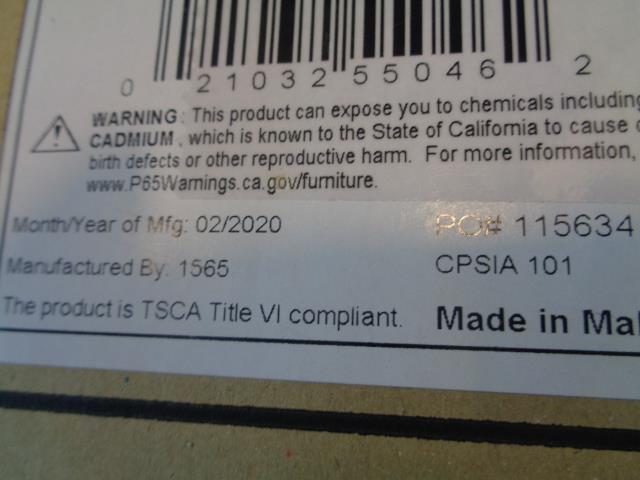 0 21032 55046 2
WARNING: This product can expose you to chemicals including
CADMIUM, which is known to the State of California to cause
birth defects or other reproductive harm. For more information,
www.P65Warnings.ca.gov/furniture.
Month/Year of Mfg: 02/2020 PO# 115634
Manufactured By: 1565 CPSIA 101
The product is TSCA Title VI compliant. Made in Mal